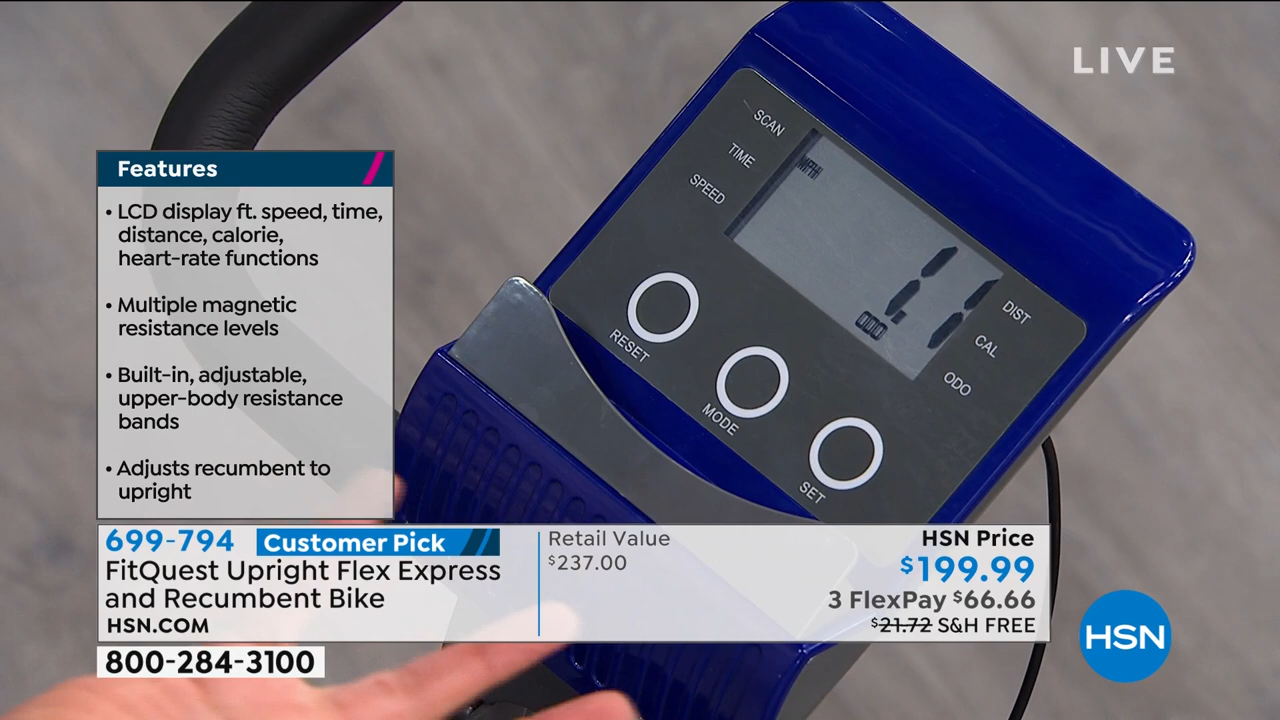 LIVE
SCAN
TIME
SPEED
MPH
DIST
CAL
ODO
RESET
MODE
SET
Features
• LCD display ft. speed, time,
distance, calorie,
heart-rate functions
• Multiple magnetic
resistance levels
• Built-in, adjustable,
upper-body resistance
bands
• Adjusts recumbent to
upright
699-794 Customer Pick
FitQuest Upright Flex Express
and Recumbent Bike
HSN.COM
Retail Value
$237.00
HSN Price
$199.99
3 FlexPay $66.66
$21.72 S&H FREE
HSN
800-284-3100